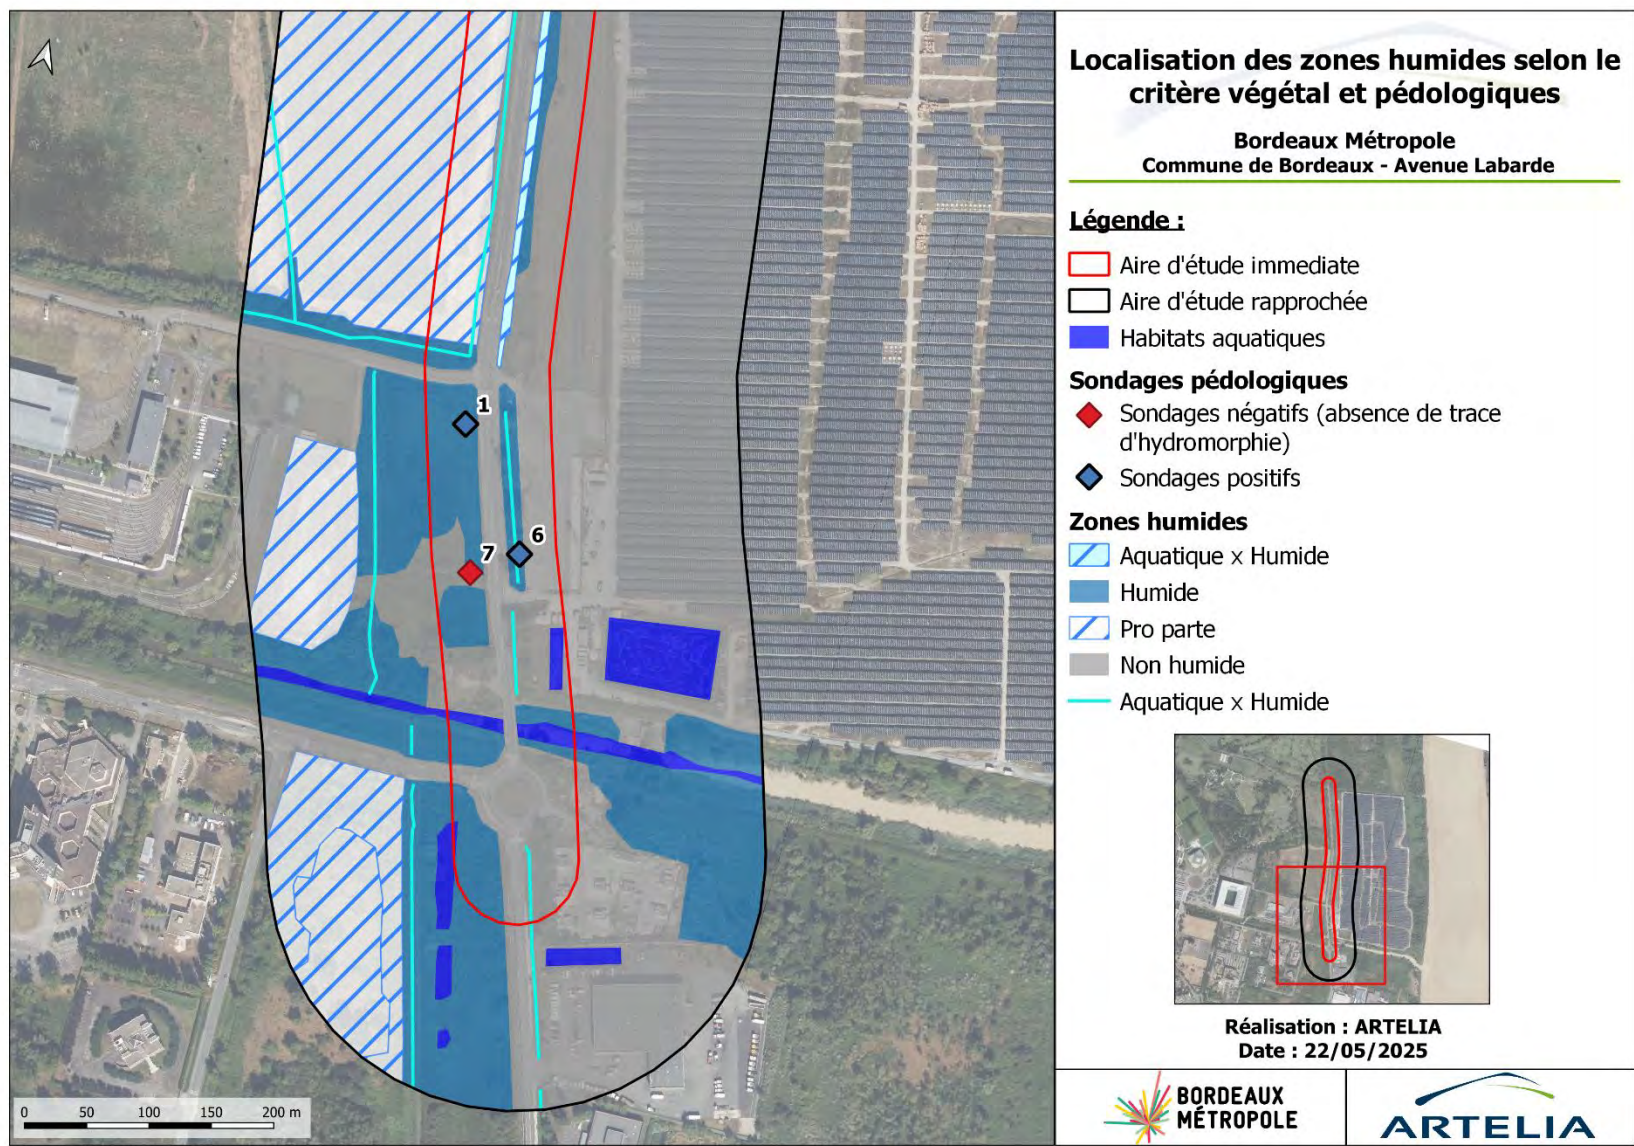 Localisation des zones humides selon le
critère végétal et pédologiques
Bordeaux Métropole
Commune de Bordeaux - Avenue Labarde
Légende :
Aire d'étude immediate
Aire d'étude rapprochée
Habitats aquatiques
Sondages pédologiques
Sondages négatifs (absence de trace
d'hydromorphie)
Sondages positifs
Zones humides
Aquatique x Humide
Humide
Pro parte
Non humide
Aquatique x Humide
1
6
7
0 50 100 150 200 m
Réalisation : ARTELIA
Date : 22/05/2025
BORDEAUX
MÉTROPOLE
ARTELIA